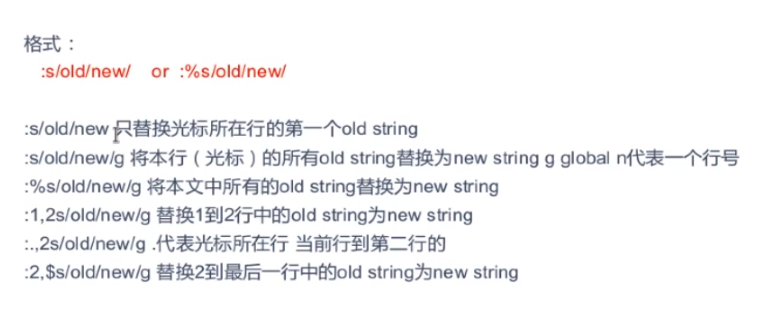 格式：
:s/old/new/ or :%s/old/new/
:s/old/new 只替换光标所在行的第一个old string
:s/old/new/g 将本行（光标）的所有old string替换为new string g global n代表一个行号
:%s/old/new/g 将本文中所有的old string替换为new string
:1,2s/old/new/g 替换1到2行中的old string为new string
:.,2s/old/new/g .代表光标所在行 当前行到第二行的
:2,$s/old/new/g 替换2到最后一行中的old string为new string